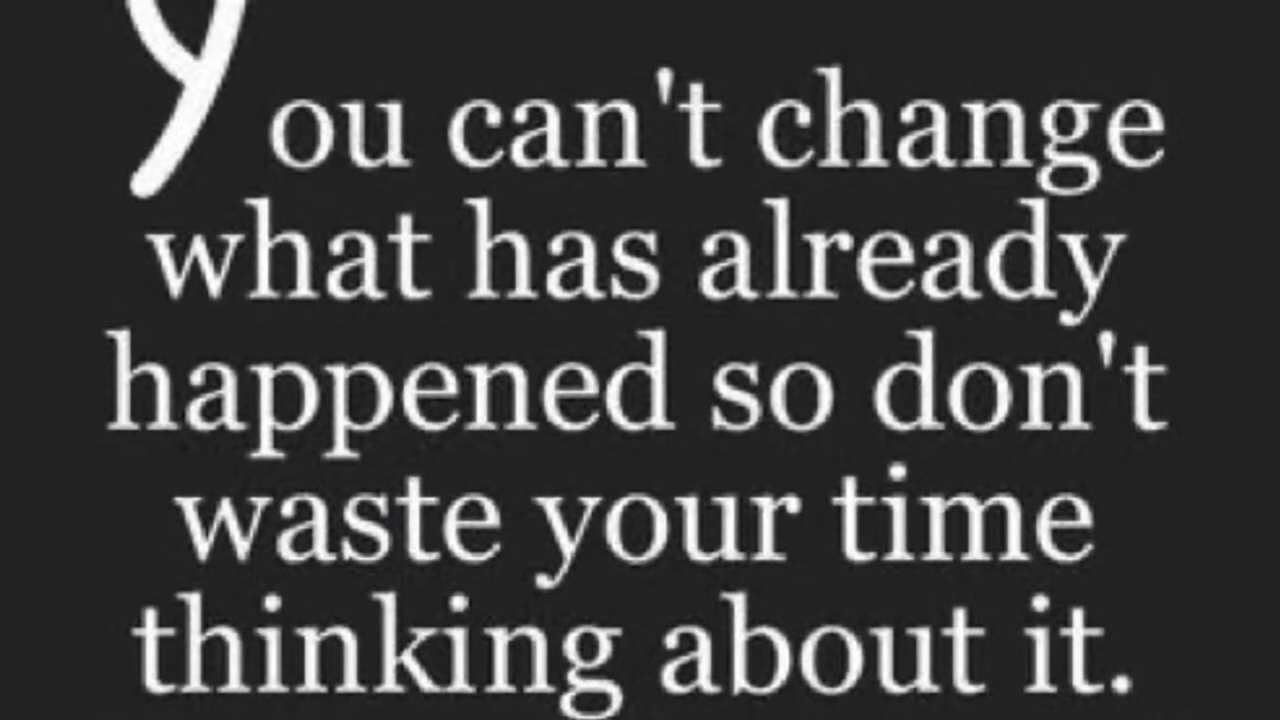 You can't change
what has already
happened so don't
waste your time
thinking about it.